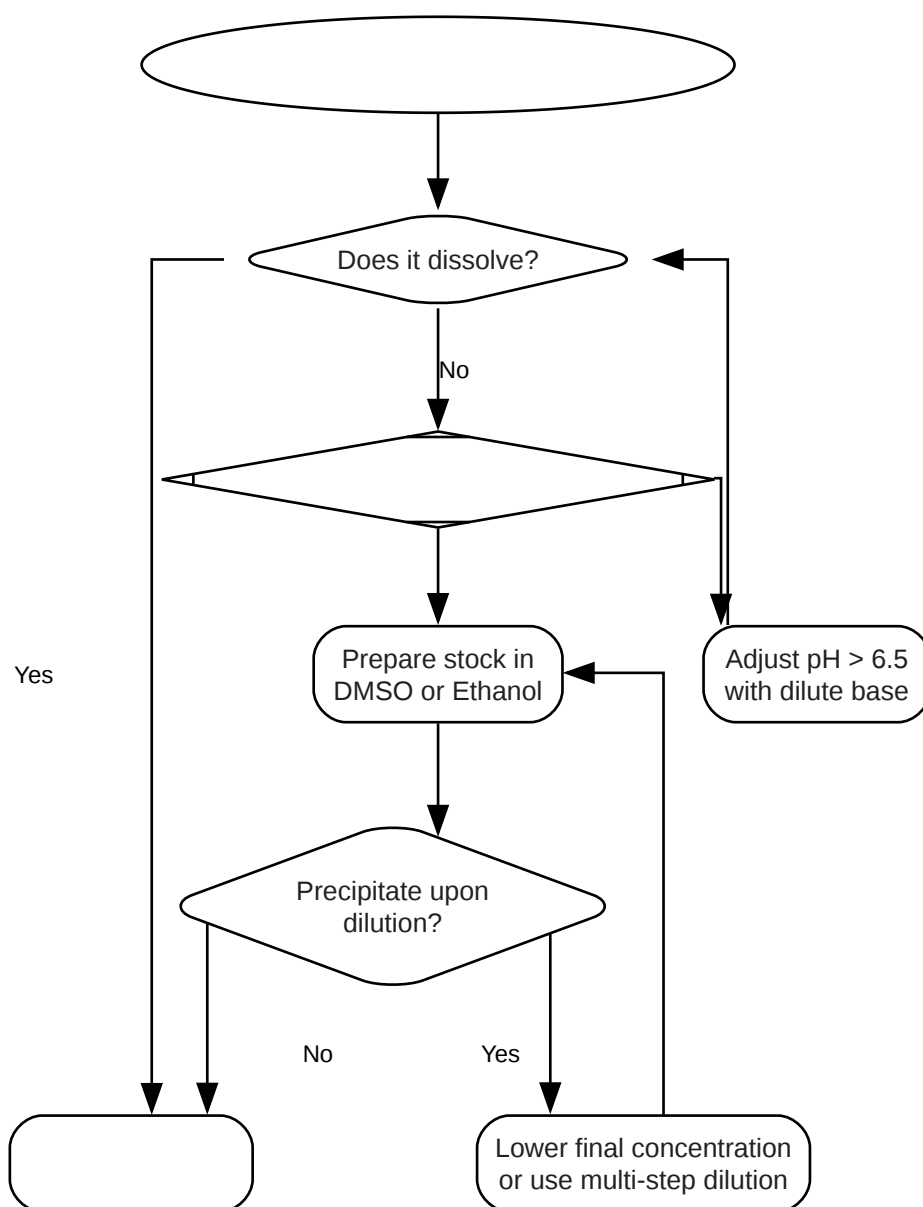 Does it dissolve?
No
Prepare stock in
DMSO or Ethanol
Adjust pH > 6.5
with dilute base
Yes
Precipitate upon
dilution?
No
Yes
Lower final concentration
or use multi-step dilution